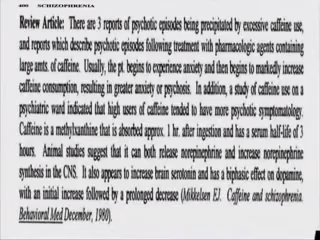 400 SCHIZOPHRENIA
Review Article: There are 3 reports of psychotic episodes being precipitated by excessive caffeine use,
and reports which describe psychotic episodes following treatment with pharmacologic agents containing
large amts. of caffeine. Usually, the pt. begins to experience anxiety and then begins to markedly increase
caffeine consumption, resulting in greater anxiety or psychosis. In addition, a study of caffeine use on a
psychiatric ward indicated that high users of caffeine tended to have more psychotic symptomatology.
Caffeine is a methylxanthine that is absorbed approx. 1 hr. after ingestion and has a serum half-life of 3
hours. Animal studies suggest that it can both release norepinephrine and increase norepinephrine
synthesis in the CNS. It also appears to increase brain serotonin and has a biphasic effect on dopamine,
with an initial increase followed by a prolonged decrease (Mikkelsen EJ. Caffeine and schizophrenia.
Behavioral Med December, 1980).